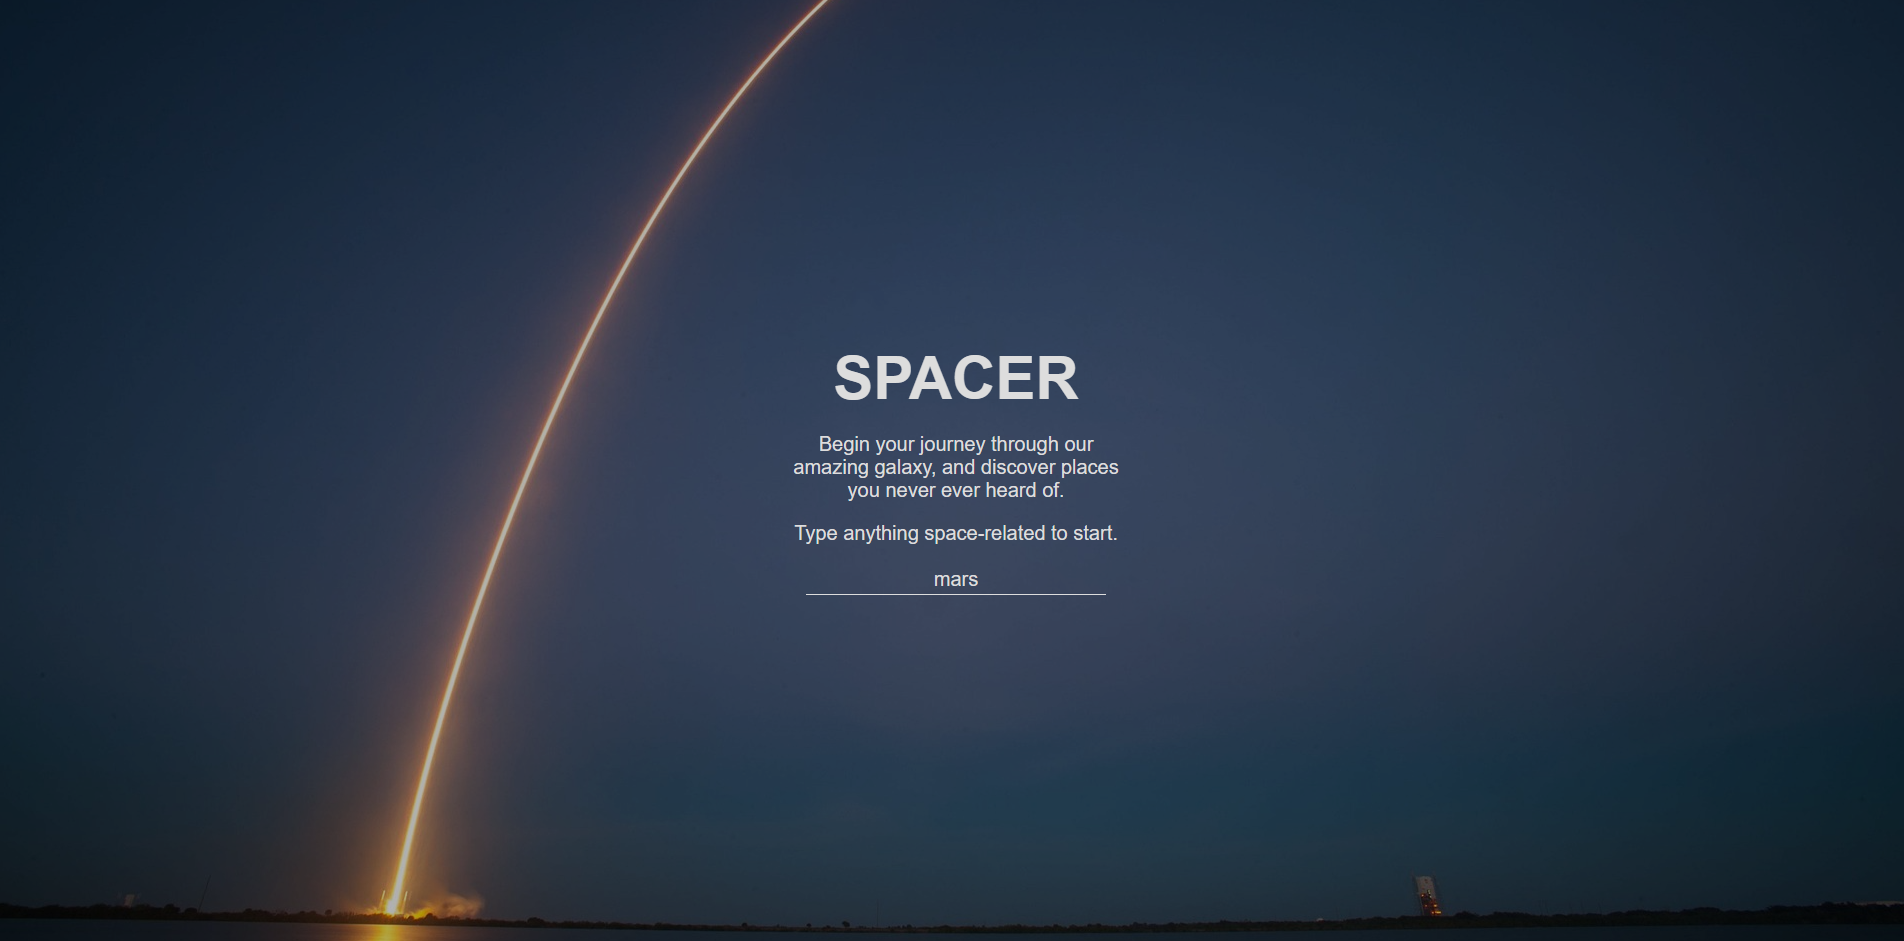 SPACER
Begin your journey through our
amazing galaxy, and discover places
you never ever heard of.
Type anything space-related to start.
mars